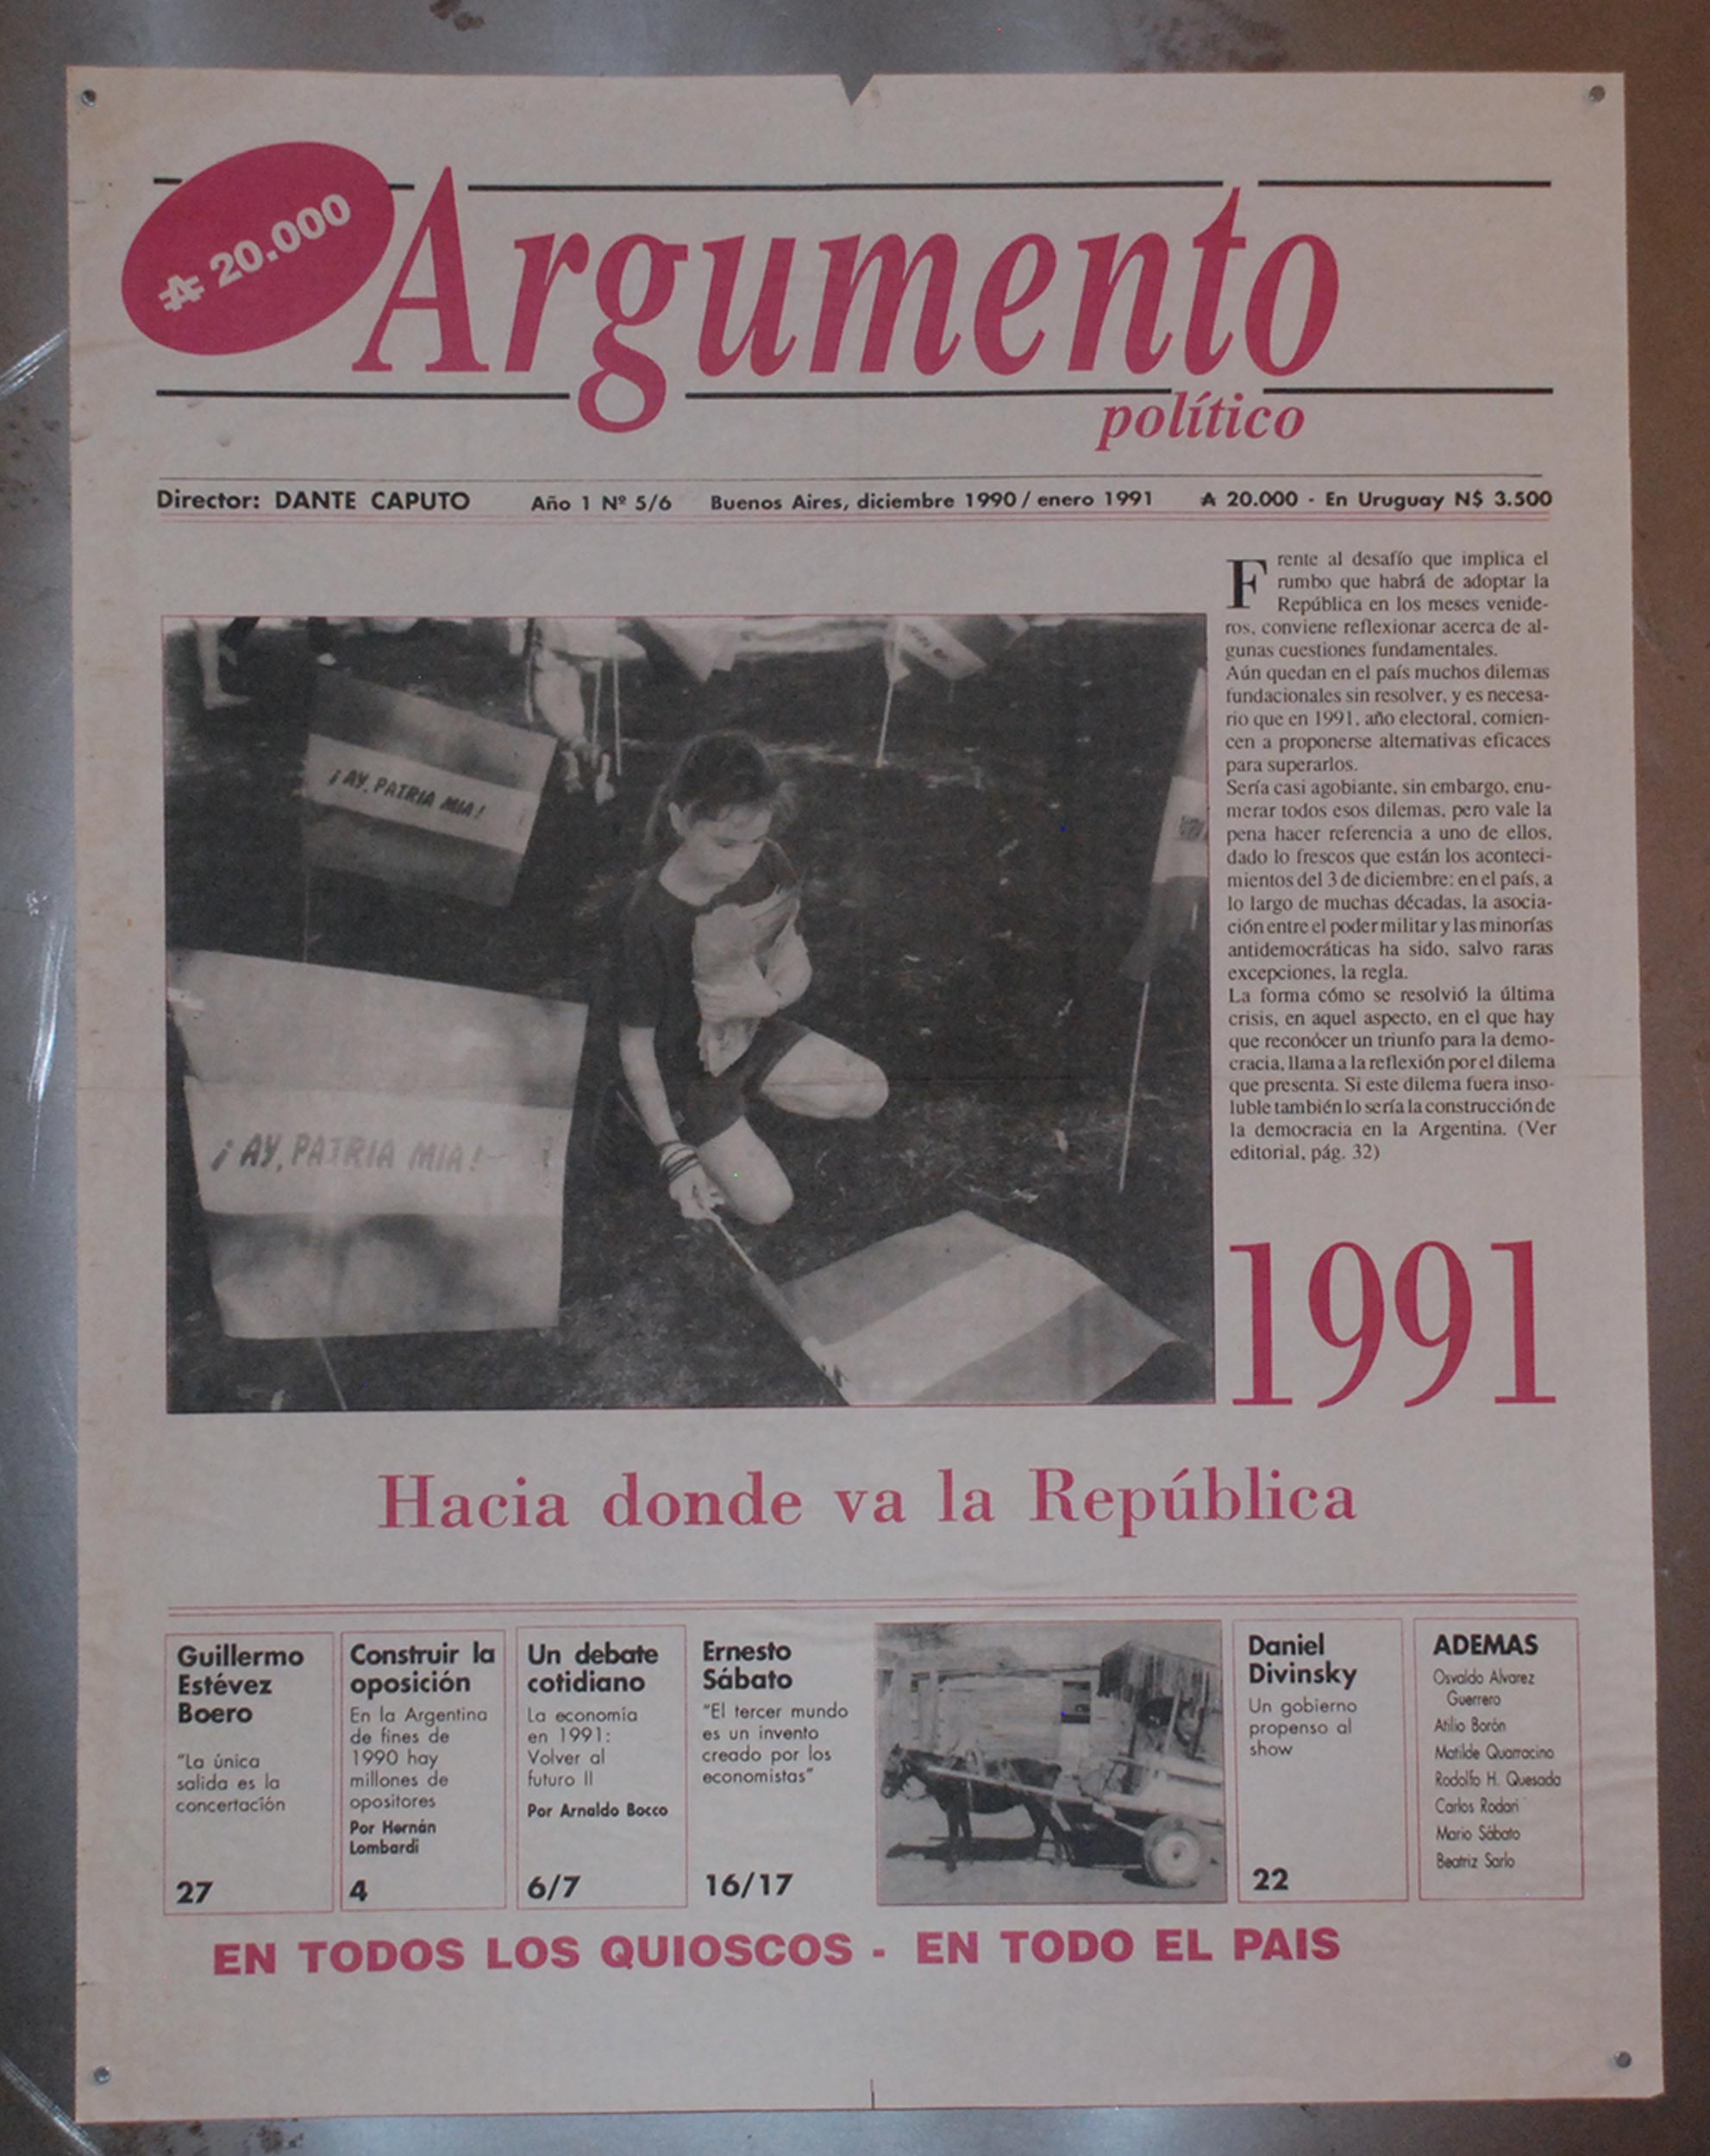 ₳ 20.000
Argumento
político
Director: DANTE CAPUTO Año 1 Nº 5/6 Buenos Aires, diciembre 1990 / enero 1991 ₳ 20.000 - En Uruguay N$ 3.500
Frente al desafío que implica el
rumbo que habrá de adoptar la
República en los meses venide-
ros, conviene reflexionar acerca de al-
gunas cuestiones fundamentales.
Aún quedan en el país muchos dilemas
fundacionales sin resolver, y es necesa-
rio que en 1991, año electoral, comien-
cen a proponerse alternativas eficaces
para superarlos.
Sería casi agobiante, sin embargo, enu-
merar todos esos dilemas, pero vale la
pena hacer referencia a uno de ellos,
dado lo frescos que están los aconteci-
mientos del 3 de diciembre: en el país, a
lo largo de muchas décadas, la asocia-
ción entre el poder militar y las minorías
antidemocráticas ha sido, salvo raras
excepciones, la regla.
La forma cómo se resolvió la última
crisis, en aquel aspecto, en el que hay
que reconócer un triunfo para la demo-
cracia, llama a la reflexión por el dilema
que presenta. Si este dilema fuera inso-
luble también lo sería la construcción de
la democracia en la Argentina. (Ver
editorial, pág. 32)
¡AY, PATRIA MIA!
¡AY, PATRIA MIA!
1991
Hacia donde va la República
Guillermo
Estévez
Boero
"La única
salida es la
concertación
27
Construir la
oposición
En la Argentina
de fines de
1990 hay
millones de
opositores
Por Hernán
Lombardi
4
Un debate
cotidiano
La economía
en 1991:
Volver al
futuro II
Por Arnaldo Bocco
6/7
Ernesto
Sábato
"El tercer mundo
es un invento
creado por los
economistas"
16/17
Daniel
Divinsky
Un gobierno
propenso al
show
22
ADEMAS
Osvaldo Alvarez
Guerrero
Atilio Borón
Matilde Quarracino
Rodolfo H. Quesada
Carlos Rodari
Mario Sábato
Beatriz Sarlo
EN TODOS LOS QUIOSCOS - EN TODO EL PAIS